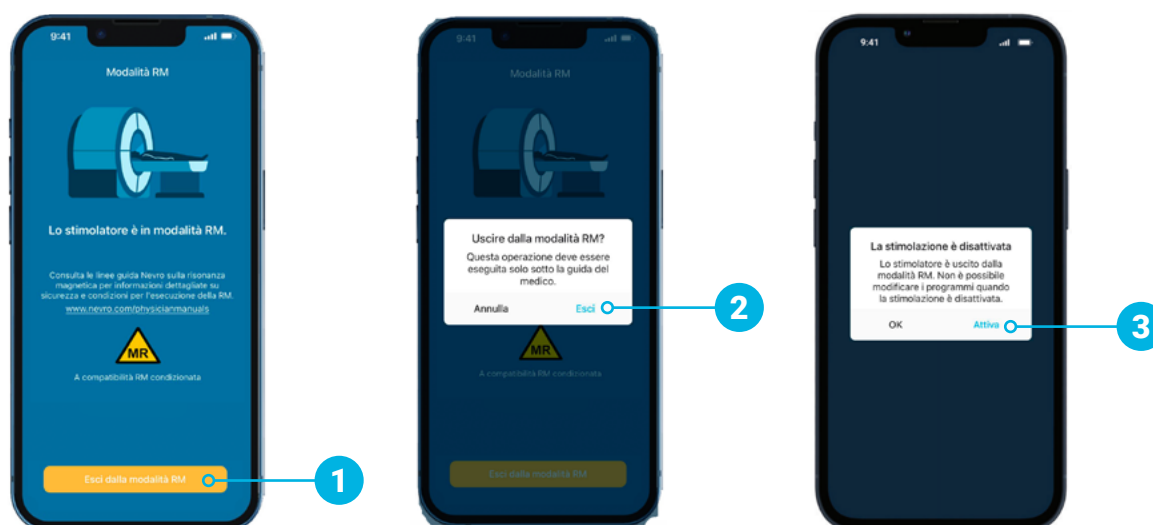 9:41
Modalità RM
Lo stimolatore è in modalità RM.
Consulta le linee guida Nevro sulla risonanza
magnetica per informazioni dettagliate su
sicurezza e condizioni per l'esecuzione della RM.
www.nevro.com/physicianmanuals
MR
A compatibilità RM condizionata
Esci dalla modalità RM
1
9:41
Modalità RM
Uscire dalla modalità RM?
Questa operazione deve essere
eseguita solo sotto la guida del
medico.
Annulla Esci
2
MR
A compatibilità RM condizionata
Esci dalla modalità RM
9:41
La stimolazione è disattivata
Lo stimolatore è uscito dalla
modalità RM. Non è possibile
modificare i programmi quando
la stimolazione è disattivata.
OK Attiva
3